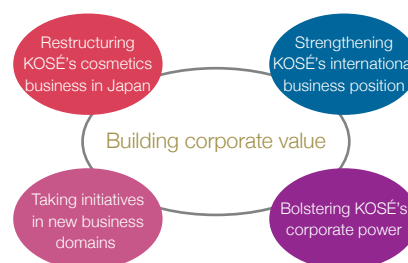 Restructuring
KOSÉ's cosmetics
business in Japan
Strengthening
KOSÉ's international
business position
Building corporate value
Taking initiatives
in new business
domains
Bolstering KOSÉ's
corporate power